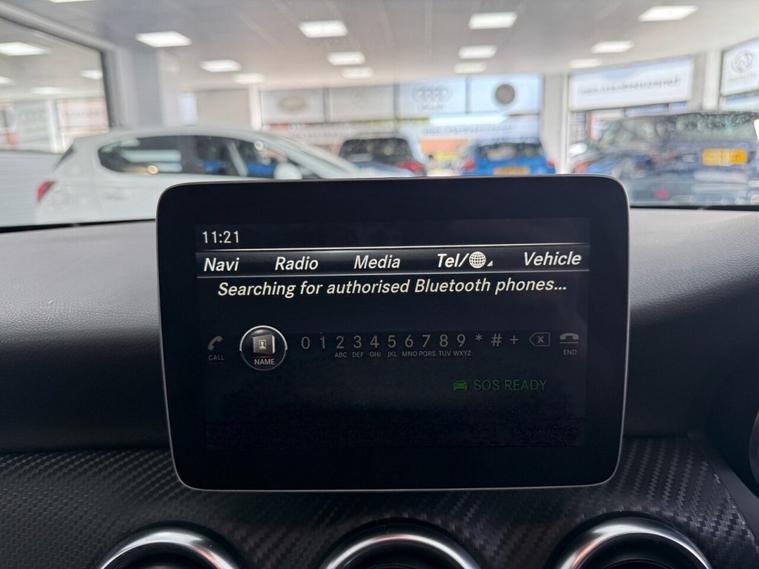 11:21
Navi Radio Media Tel/ Vehicle
Searching for authorised Bluetooth phones...
0 1 2 3 4 5 6 7 8 9 * # +
CALL NAME ABC DEF GHI JKL MNO PQRS TUV WXYZ END
SOS READY